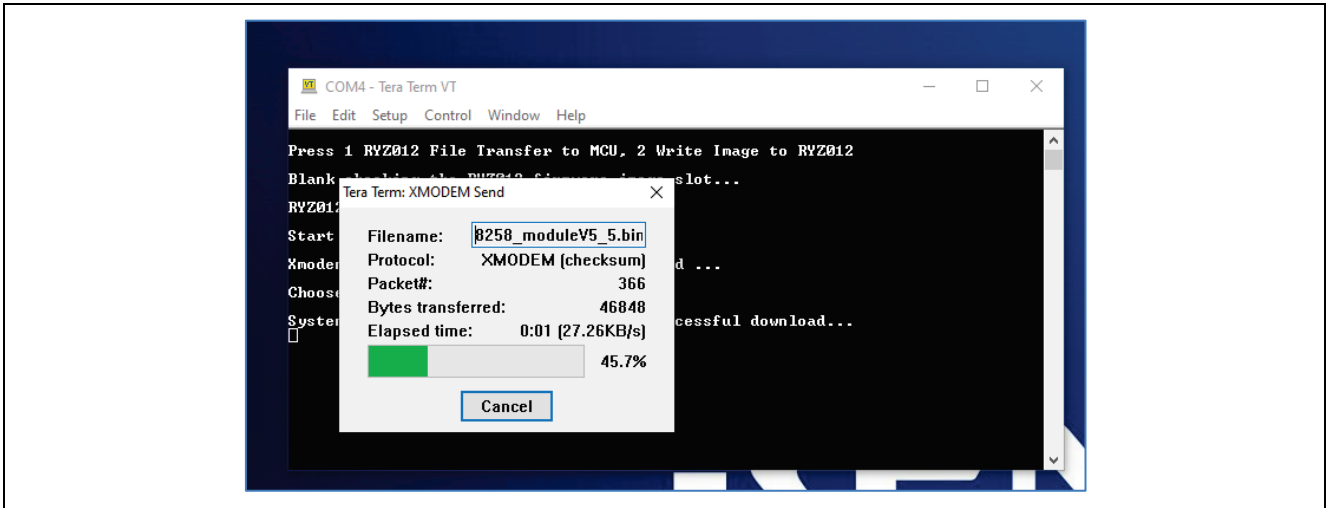 COM4 - Tera Term VT
File Edit Setup Control Window Help
Press 1 RYZ012 File Transfer to MCU, 2 Write Image to RYZ012
Blank slot...
Tera Term: XMODEM Send
RYZ012
Start
Filename: 8258_moduleV5_5.bin
Protocol: XMODEM (checksum)
Xmodem d ...
Packet#: 366
Choose
Bytes transferred: 46848
System cessful download...
Elapsed time: 0:01 (27.26KB/s)
45.7%
Cancel